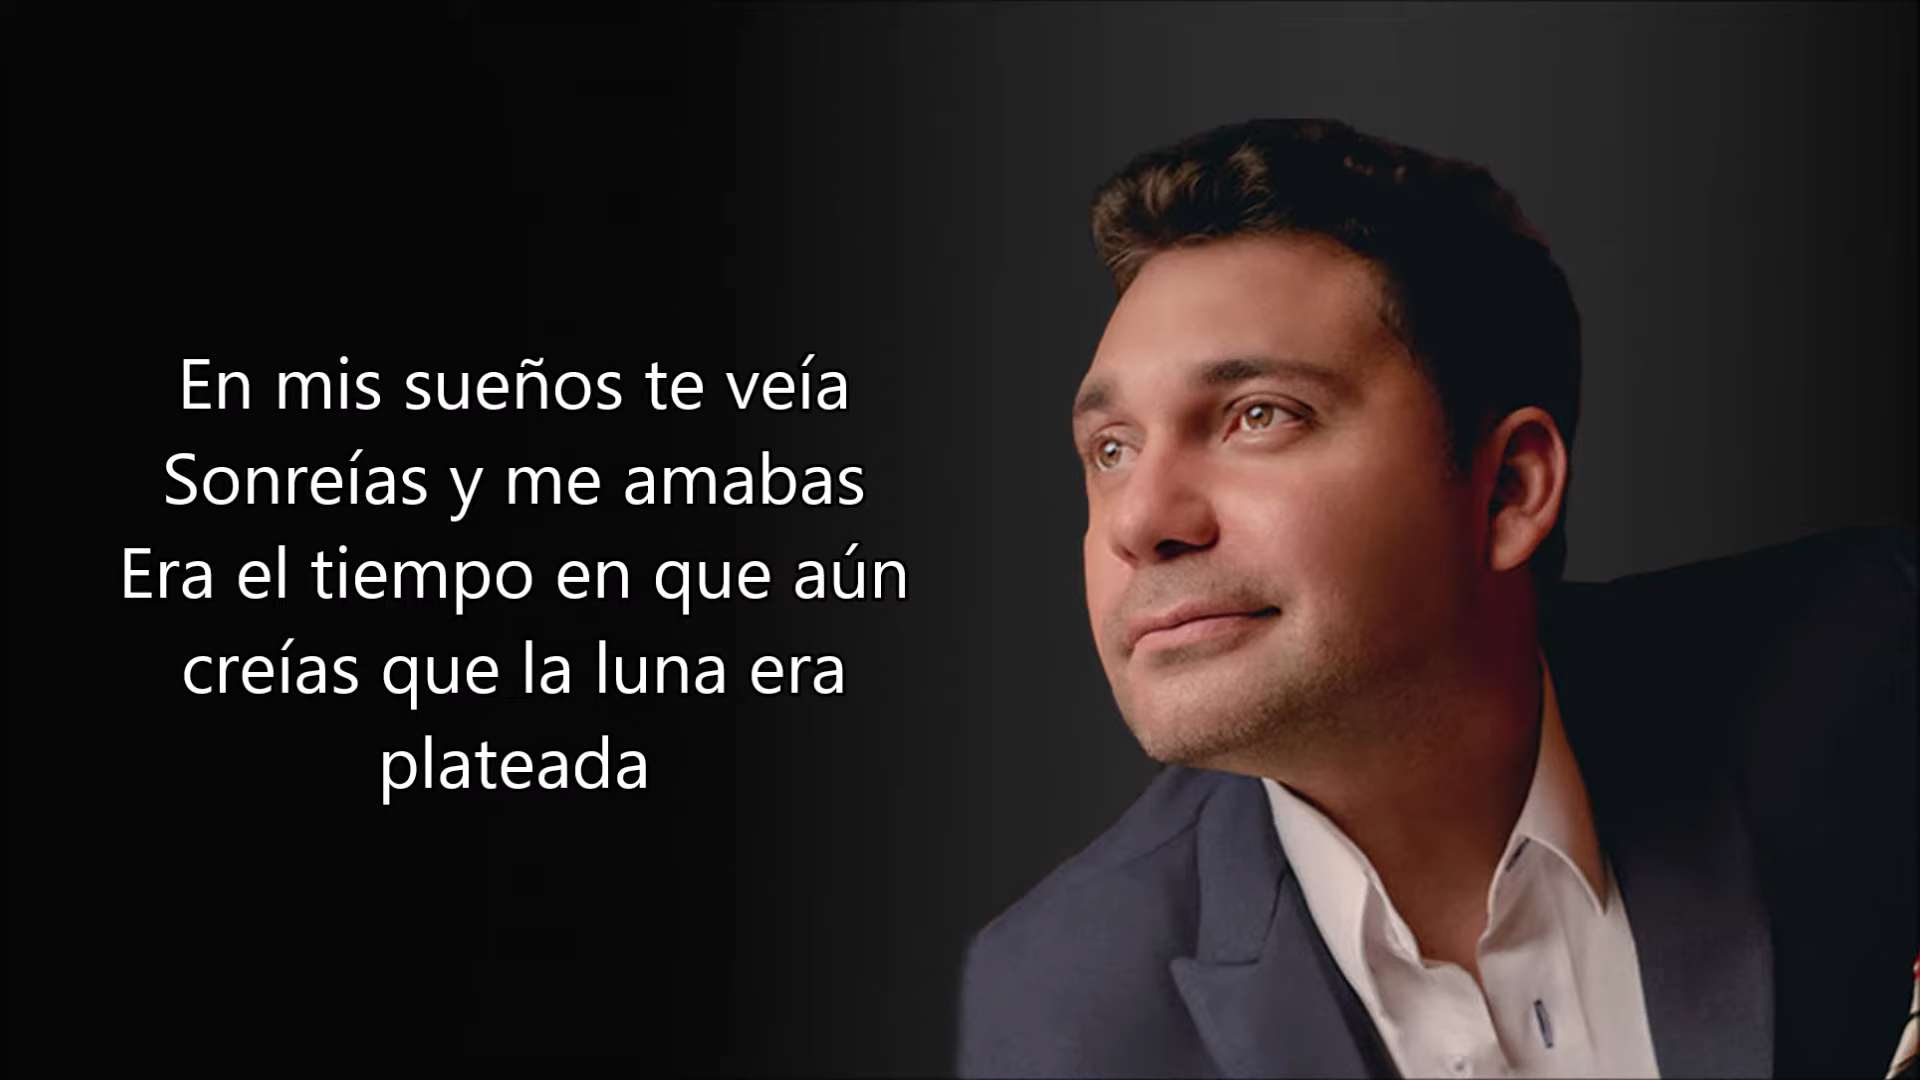 En mis sueños te veía
Sonreías y me amabas
Era el tiempo en que aún
creías que la luna era
plateada